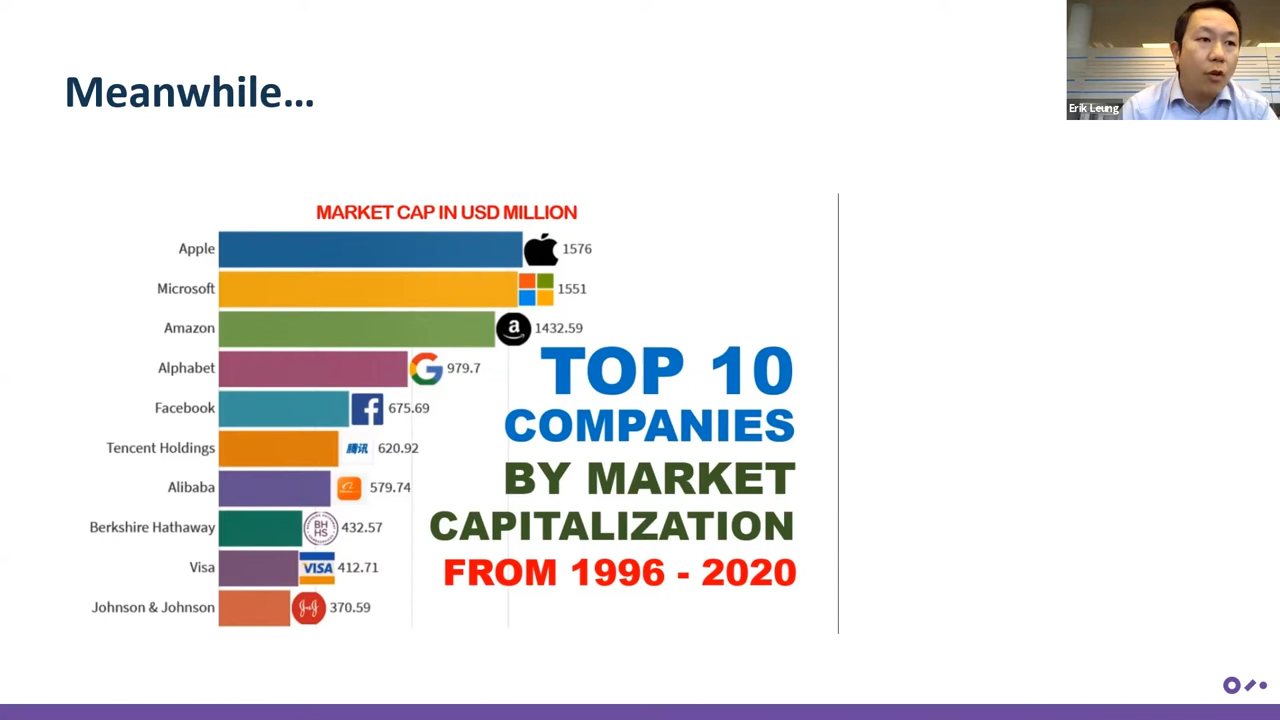 Meanwhile…
Erik Leung
MARKET CAP IN USD MILLION
Apple 1576
Microsoft 1551
Amazon a 1432.59
Alphabet G 979.7
Facebook f 675.69
Tencent Holdings 腾讯 620.92
Alibaba 579.74
Berkshire Hathaway BH HS 432.57
Visa VISA 412.71
Johnson & Johnson J&J 370.59
TOP 10
COMPANIES
BY MARKET
CAPITALIZATION
FROM 1996 - 2020